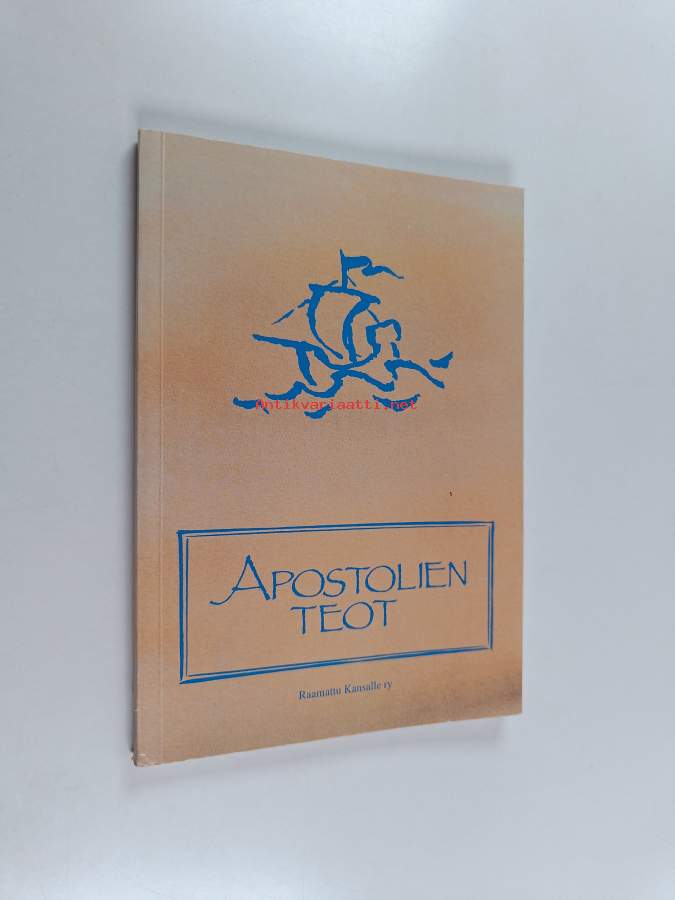 Antikvariaatti.net
APOSTOLIEN
TEOT
Raamattu Kansalle ry